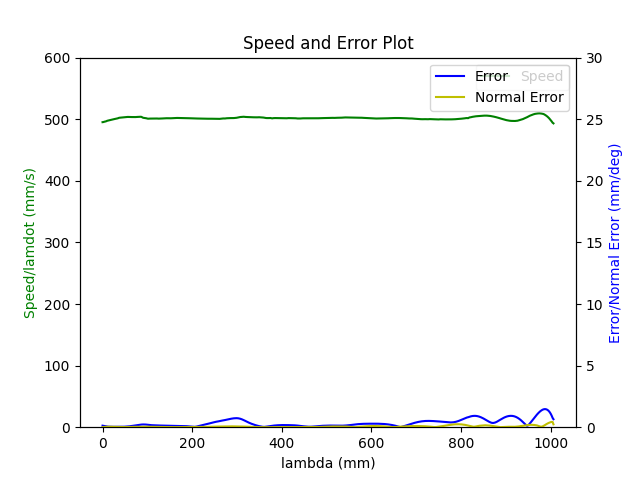 Speed and Error Plot
600
500
400
300
200
100
0
Speed/lamdot (mm/s)
30
25
20
15
10
5
0
Error/Normal Error (mm/deg)
Speed
Error
Normal Error
0
200
400
600
800
1000
lambda (mm)